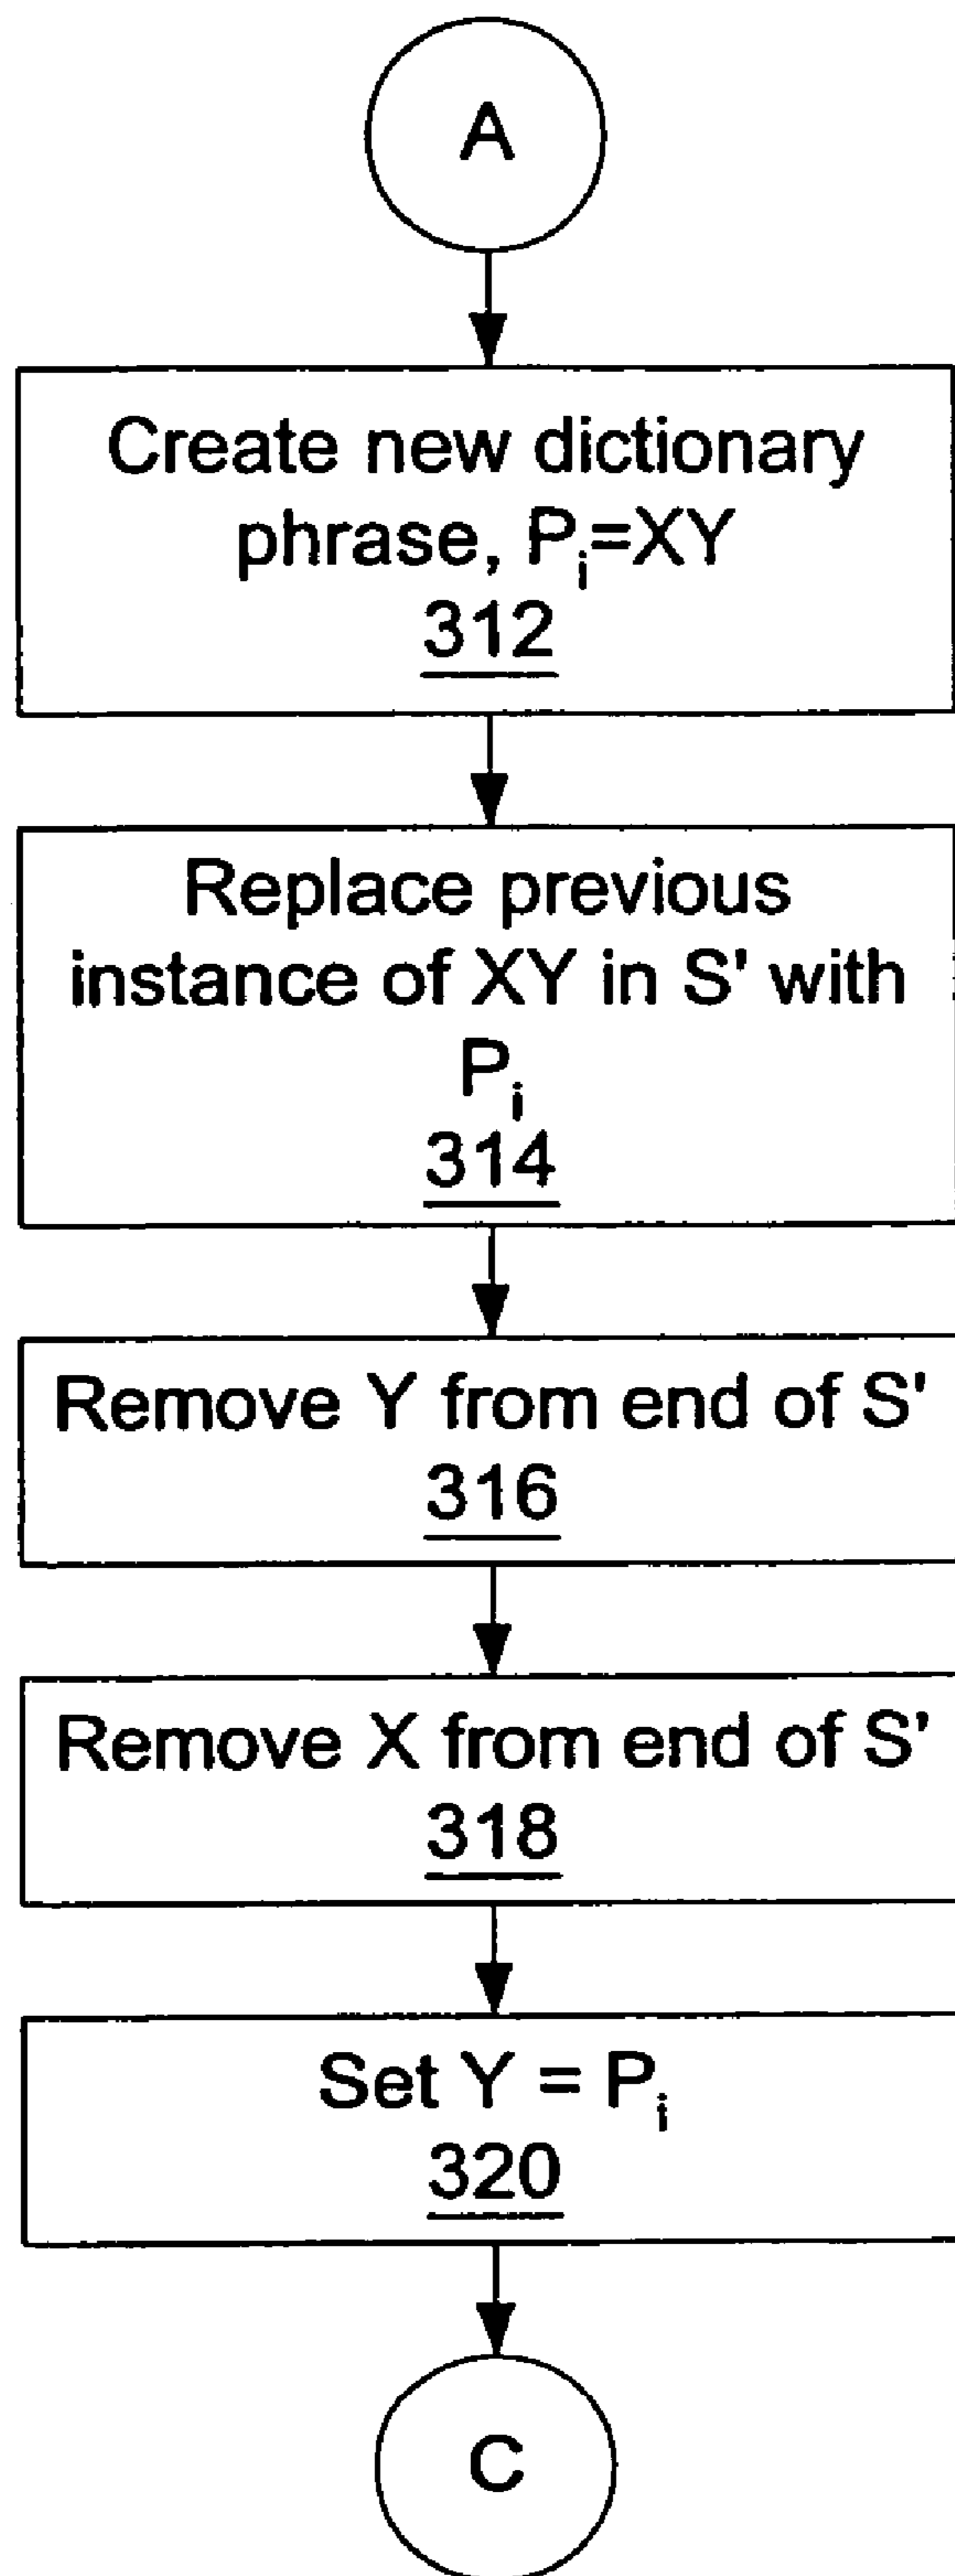 A
Create new dictionary
phrase, Pi=XY
312
Replace previous
instance of XY in S' with
Pi
314
Remove Y from end of S'
316
Remove X from end of S'
318
Set Y = Pi
320
C